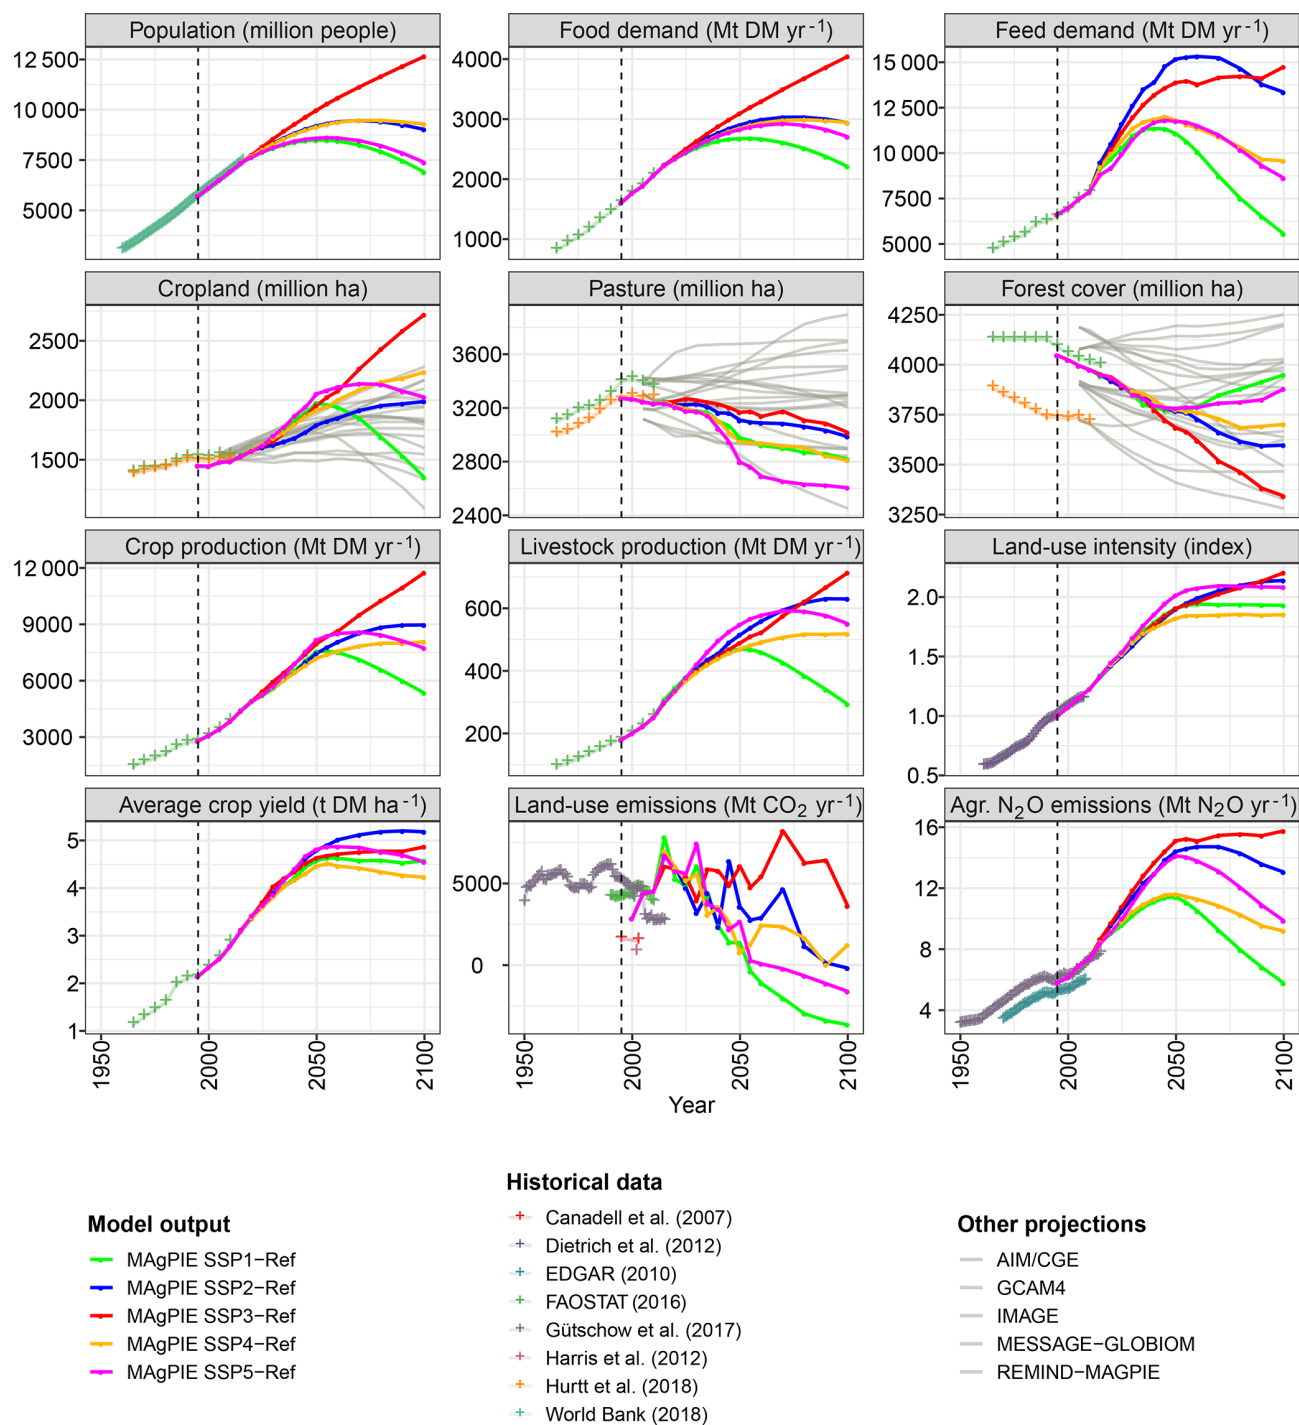 Population (million people)
Food demand (Mt DM yr-1)
Feed demand (Mt DM yr-1)
12 500
10 000
7500
5000
4000
3000
2000
1000
15 000
12 500
10 000
7500
5000
Cropland (million ha)
Pasture (million ha)
Forest cover (million ha)
2500
2000
1500
3600
3200
2800
2400
4250
4000
3750
3500
3250
Crop production (Mt DM yr-1)
Livestock production (Mt DM yr-1)
Land-use intensity (index)
12 000
9000
6000
3000
600
400
200
2.0
1.5
1.0
0.5
Average crop yield (t DM ha-1)
Land-use emissions (Mt CO2 yr-1)
Agr. N2O emissions (Mt N2O yr-1)
5
4
3
2
1
5000
0
16
12
8
4
1950
2000
2050
2100
1950
2000
2050
2100
1950
2000
2050
2100
Year
Model output
MAgPIE SSP1−Ref
MAgPIE SSP2−Ref
MAgPIE SSP3−Ref
MAgPIE SSP4−Ref
MAgPIE SSP5−Ref
Historical data
Canadell et al. (2007)
Dietrich et al. (2012)
EDGAR (2010)
FAOSTAT (2016)
Gütschow et al. (2017)
Harris et al. (2012)
Hurtt et al. (2018)
World Bank (2018)
Other projections
AIM/CGE
GCAM4
IMAGE
MESSAGE−GLOBIOM
REMIND−MAGPIE